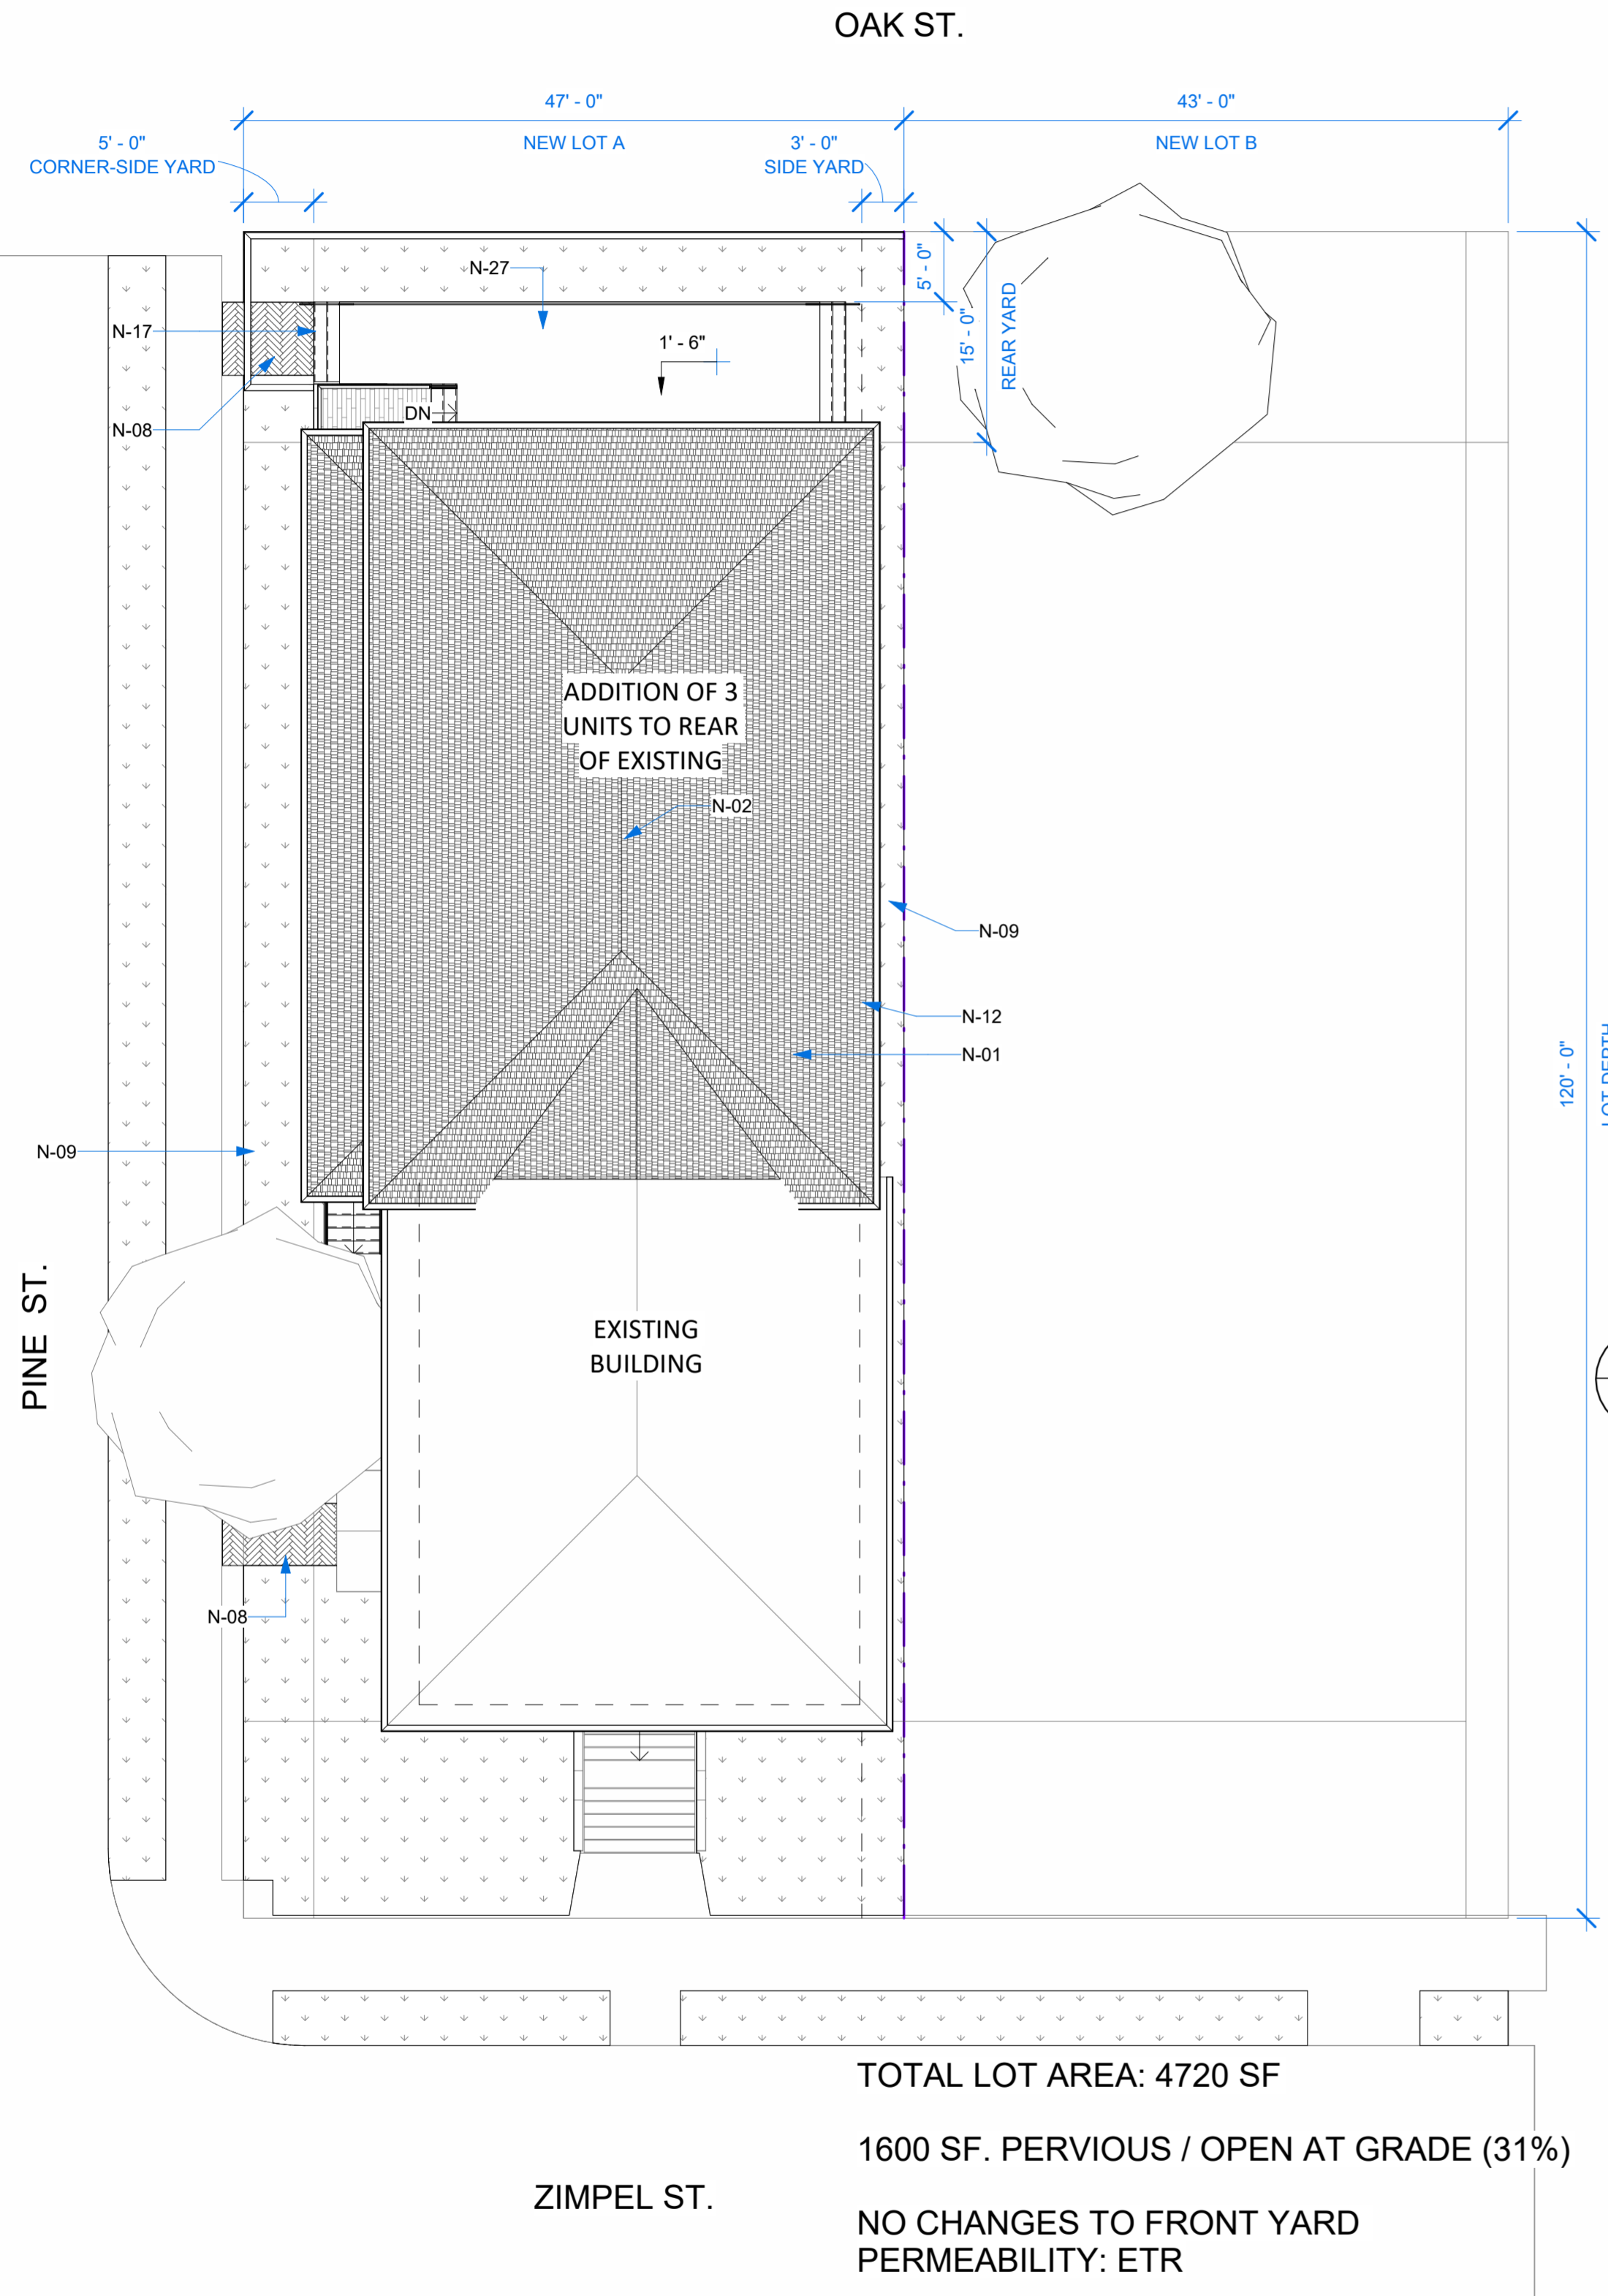 OAK ST.
47' - 0"
43' - 0"
5' - 0"
CORNER-SIDE YARD
NEW LOT A
3' - 0"
SIDE YARD
NEW LOT B
N-27
5' - 0"
15' - 0"
REAR YARD
N-17
1' - 6"
N-08
DN
ADDITION OF 3
UNITS TO REAR
OF EXISTING
N-02
N-09
N-12
N-01
120' - 0"
LOT DEPTH
N-09
PINE ST.
EXISTING
BUILDING
N-08
TOTAL LOT AREA: 4720 SF
1600 SF. PERVIOUS / OPEN AT GRADE (31%)
ZIMPEL ST.
NO CHANGES TO FRONT YARD
PERMEABILITY: ETR